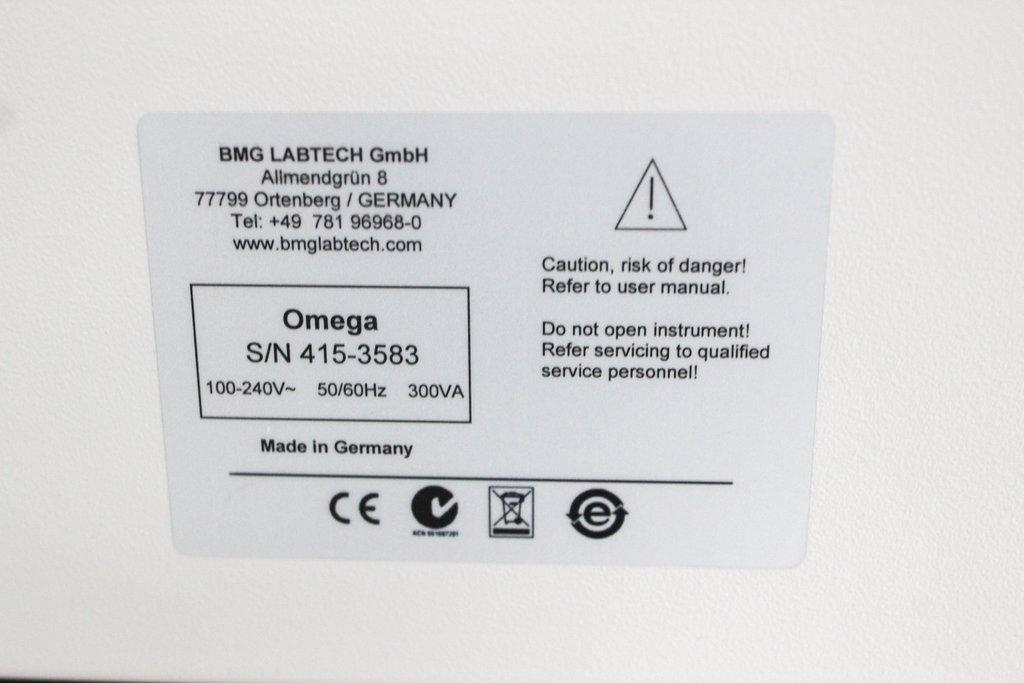 BMG LABTECH GmbH
Allmendgrün 8
77799 Ortenberg / GERMANY
Tel: +49 781 96968-0
www.bmglabtech.com
Omega
S/N 415-3583
100-240V~ 50/60Hz 300VA
Made in Germany
Caution, risk of danger!
Refer to user manual.
Do not open instrument!
Refer servicing to qualified
service personnel!
CE
e